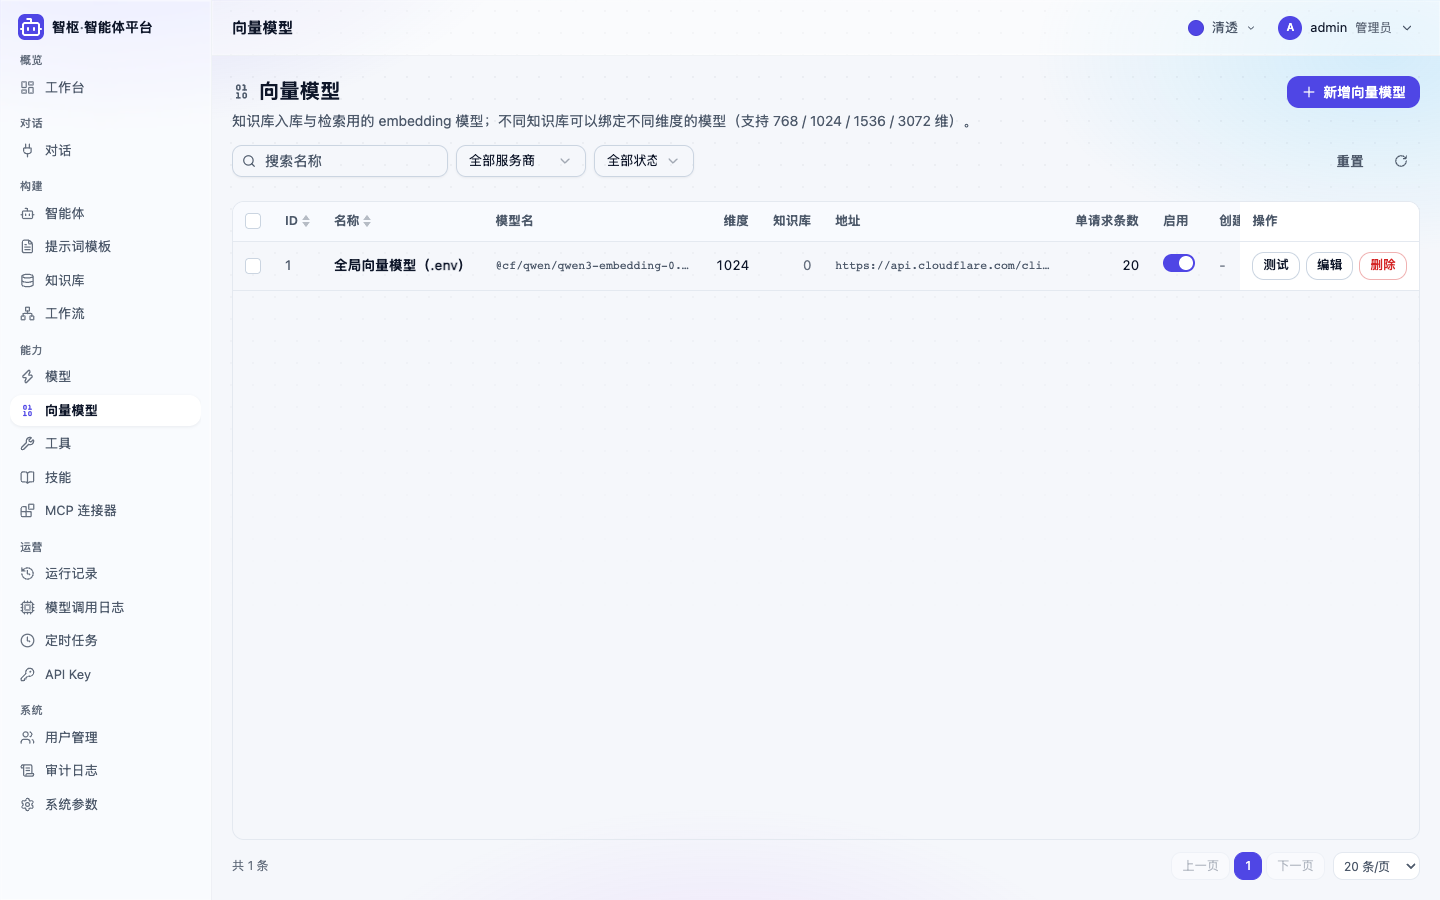 智枢·智能体平台
概览
工作台
对话
对话
构建
智能体
提示词模板
知识库
工作流
能力
模型
向量模型
工具
技能
MCP 连接器
运营
运行记录
模型调用日志
定时任务
API Key
系统
用户管理
审计日志
系统参数
向量模型
清透
A admin 管理员
向量模型
新增向量模型
知识库入库与检索用的 embedding 模型；不同知识库可以绑定不同维度的模型（支持 768 / 1024 / 1536 / 3072 维）。
搜索名称 全部服务商 全部状态 重置
ID 名称 模型名 维度 知识库 地址 单请求条数 启用 创建 操作
1 全局向量模型（.env） @cf/qwen/qwen3-embedding-0.… 1024 0 https://api.cloudflare.com/cli… 20 - 测试 编辑 删除
共 1 条 上一页 1 下一页 20 条/页